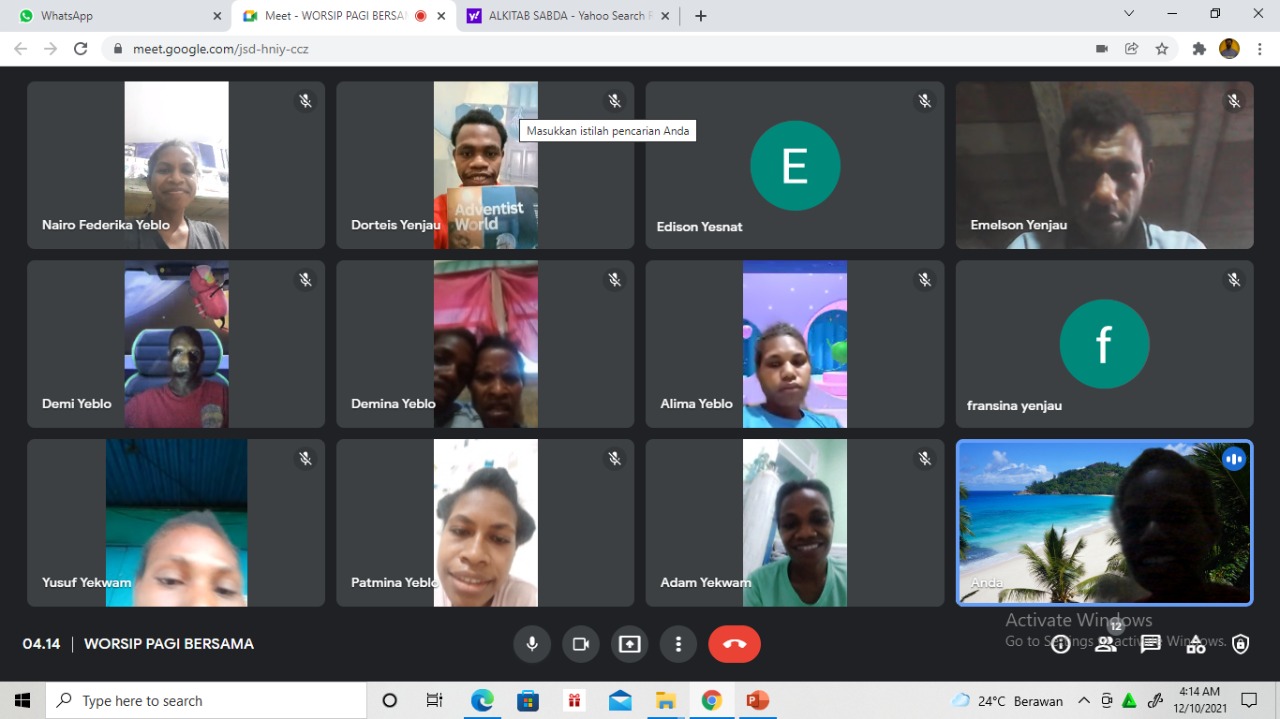 WhatsApp
Meet - WORSIP PAGI BERSA
ALKITAB SABDA - Yahoo Search R
meet.google.com/jsd-hniy-ccz
Masukkan istilah pencarian Anda
Adventist
World
E
Nairo Federika Yeblo
Dorteis Yenjau
Edison Yesnat
Emelson Yenjau
f
Demi Yeblo
Demina Yeblo
Alima Yeblo
fransina yenjau
Yusuf Yekwam
Patmina Yeblo
Adam Yekwam
Anda
Activate Windows
Go to Settings to activate Windows.
12
04.14 | WORSIP PAGI BERSAMA
Type here to search
24°C Berawan
4:14 AM
12/10/2021